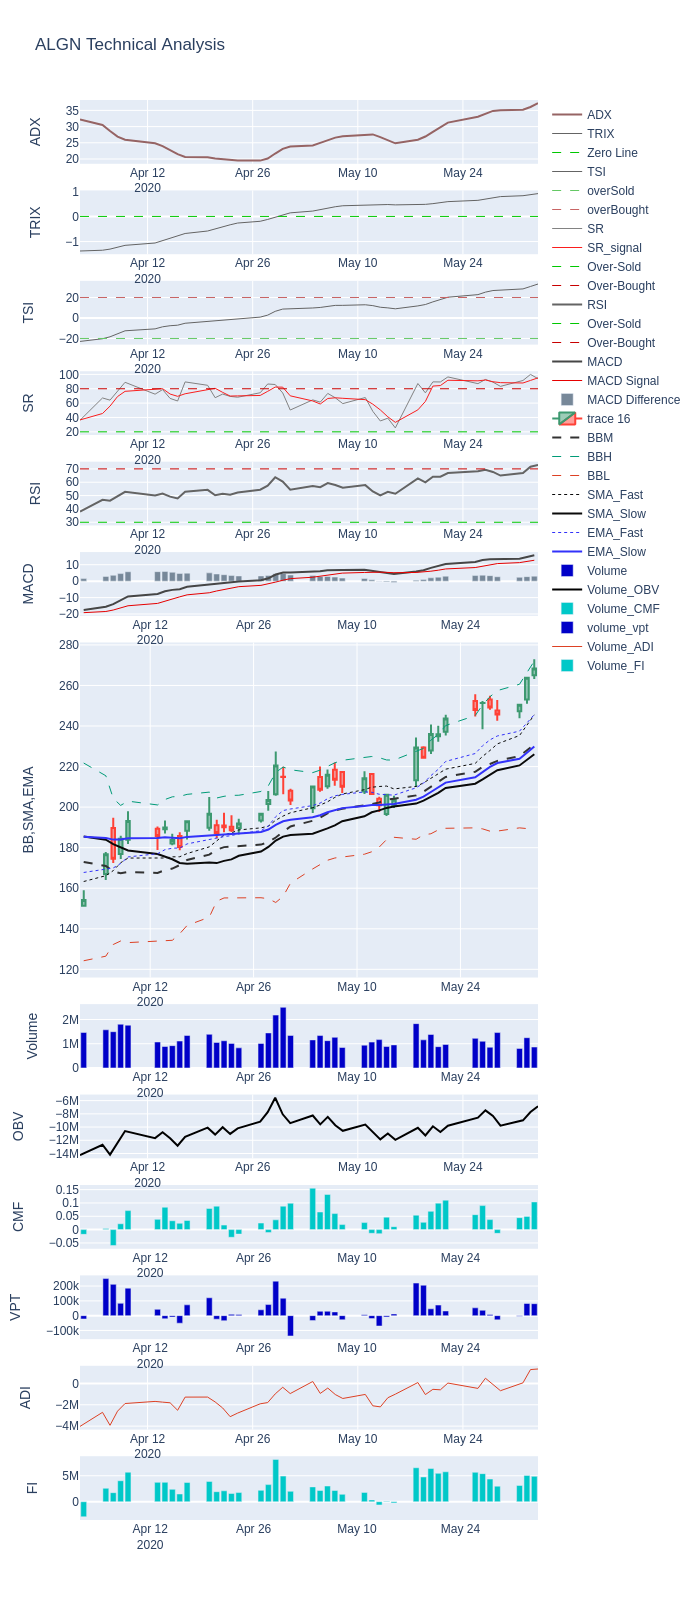 ALGN Technical Analysis
ADX
35
30
25
20
Apr 12
2020
Apr 26
May 10
May 24
TRIX
1
0
−1
Apr 12
2020
Apr 26
May 10
May 24
TSI
20
0
−20
Apr 12
2020
Apr 26
May 10
May 24
SR
100
80
60
40
20
Apr 12
2020
Apr 26
May 10
May 24
RSI
70
60
50
40
30
Apr 12
2020
Apr 26
May 10
May 24
MACD
10
0
−10
−20
Apr 12
2020
Apr 26
May 10
May 24
BB,SMA,EMA
280
260
240
220
200
180
160
140
120
Apr 12
2020
Apr 26
May 10
May 24
Volume
2M
1M
0
Apr 12
2020
Apr 26
May 10
May 24
OBV
−6M
−8M
−10M
−12M
−14M
Apr 12
2020
Apr 26
May 10
May 24
CMF
0.15
0.1
0.05
0
−0.05
Apr 12
2020
Apr 26
May 10
May 24
VPT
200k
100k
0
−100k
Apr 12
2020
Apr 26
May 10
May 24
ADI
0
−2M
−4M
Apr 12
2020
Apr 26
May 10
May 24
FI
5M
0
Apr 12
2020
Apr 26
May 10
May 24
ADX
TRIX
Zero Line
TSI
overSold
overBought
SR
SR_signal
Over-Sold
Over-Bought
RSI
Over-Sold
Over-Bought
MACD
MACD Signal
MACD Difference
trace 16
BBM
BBH
BBL
SMA_Fast
SMA_Slow
EMA_Fast
EMA_Slow
Volume
Volume_OBV
Volume_CMF
volume_vpt
Volume_ADI
Volume_FI